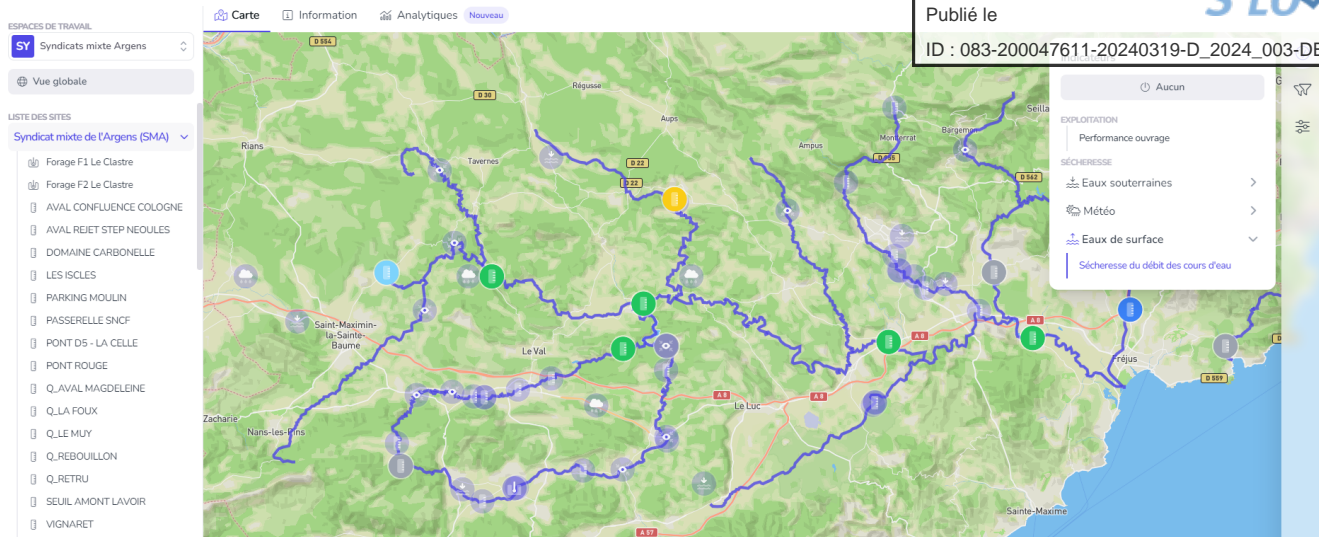 ESPACES DE TRAVAIL
SY Syndicats mixte Argens
Vue globale
LISTE DES SITES
Syndicat mixte de l'Argens (SMA)
Forage F1 Le Clastre
Forage F2 Le Clastre
AVAL CONFLUENCE COLOGNE
AVAL REJET STEP NEOULES
DOMAINE CARBONELLE
LES ISCLES
PARKING MOULIN
PASSERELLE SNCF
PONT D5 - LA CELLE
PONT ROUGE
Q_AVAL MAGDELEINE
Q_LA FOUX
Q_LE MUY
Q_REBOUILLON
Q_RETRU
SEUIL AMONT LAVOIR
VIGNARET
Carte Information Analytiques Nouveau
Publié le
ID : 083-200047611-20240319-D_2024_003-DE
Indicateurs
Aucun
EXPLOITATION
Performance ouvrage
SÉCHERESSE
Eaux souterraines
Météo
Eaux de surface
Sécheresse du débit des cours d'eau
D 554
Régusse
D 30
Aups
Seilla
Rians
Tavernes
D 22
D 22
Ampus
Montferrat
Bargemon
D 955
D 562
Saint-Maximin-
la-Sainte-
Baume
Le Val
A 8
A 8
Fréjus
D 559
A 8
Le Luc
A 8
Zacharie
Nans-les-Pins
Sainte-Maxime
A 57